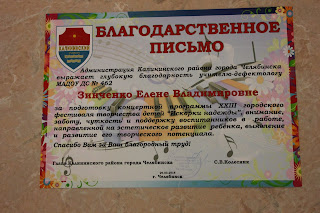 КАЛИНИНСКИЙ
БЛАГОДАРСТВЕННОЕ
ПИСЬМО
Администрация Калининского района города Челябинска
выражает глубокую благодарность учителю-дефектологу
МАДОУ ДС № 462
Зинченко Елене Владимировне
за подготовку концертной программы XXIII городского
фестиваля творчества детей "Искорки надежды", внимание,
заботу, чуткость и поддержку воспитанников в работе,
направленной на эстетическое развитие ребенка, выявление
и развитие его творческого потенциала.
Спасибо Вам за Ваш благородный труд!
Глава Калининского района города Челябинска С.В.Колесник
г. Челябинск